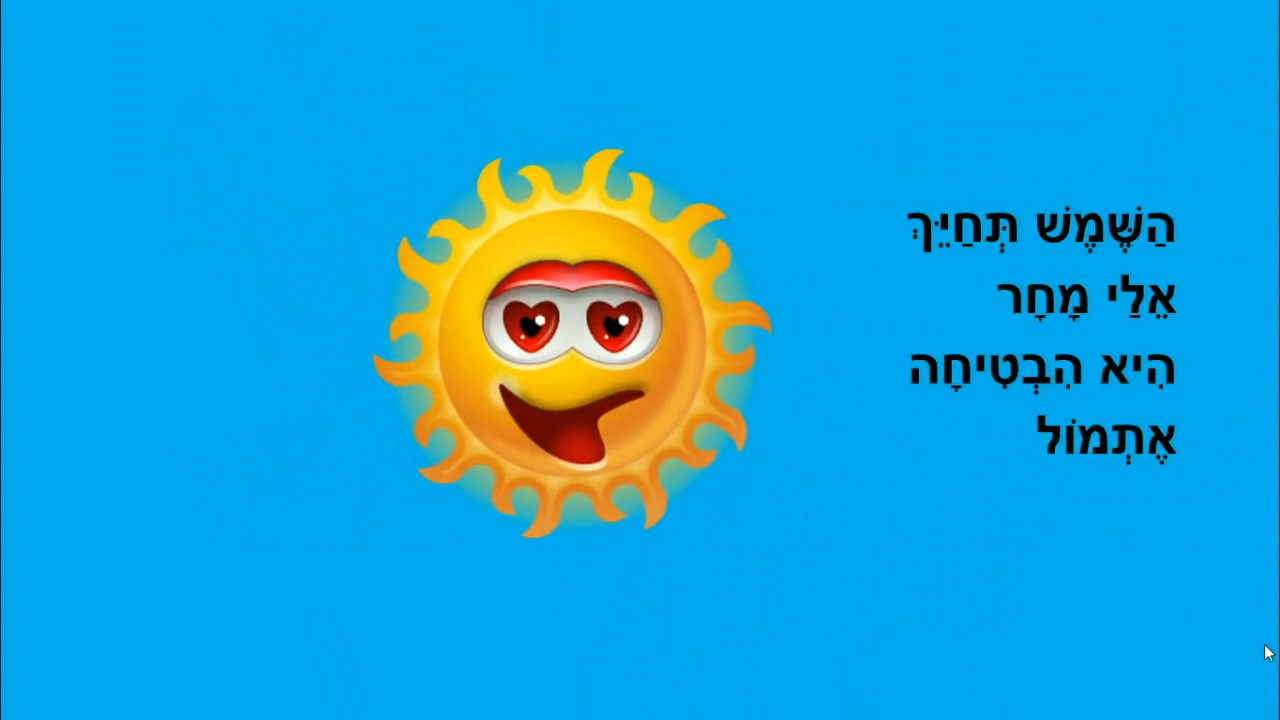 הַשֶּׁמֶשׁ תְּחַיֵּךְ
אֵלַי מָחָר
הִיא הִבְטִיחָה
אֶתְמוֹל